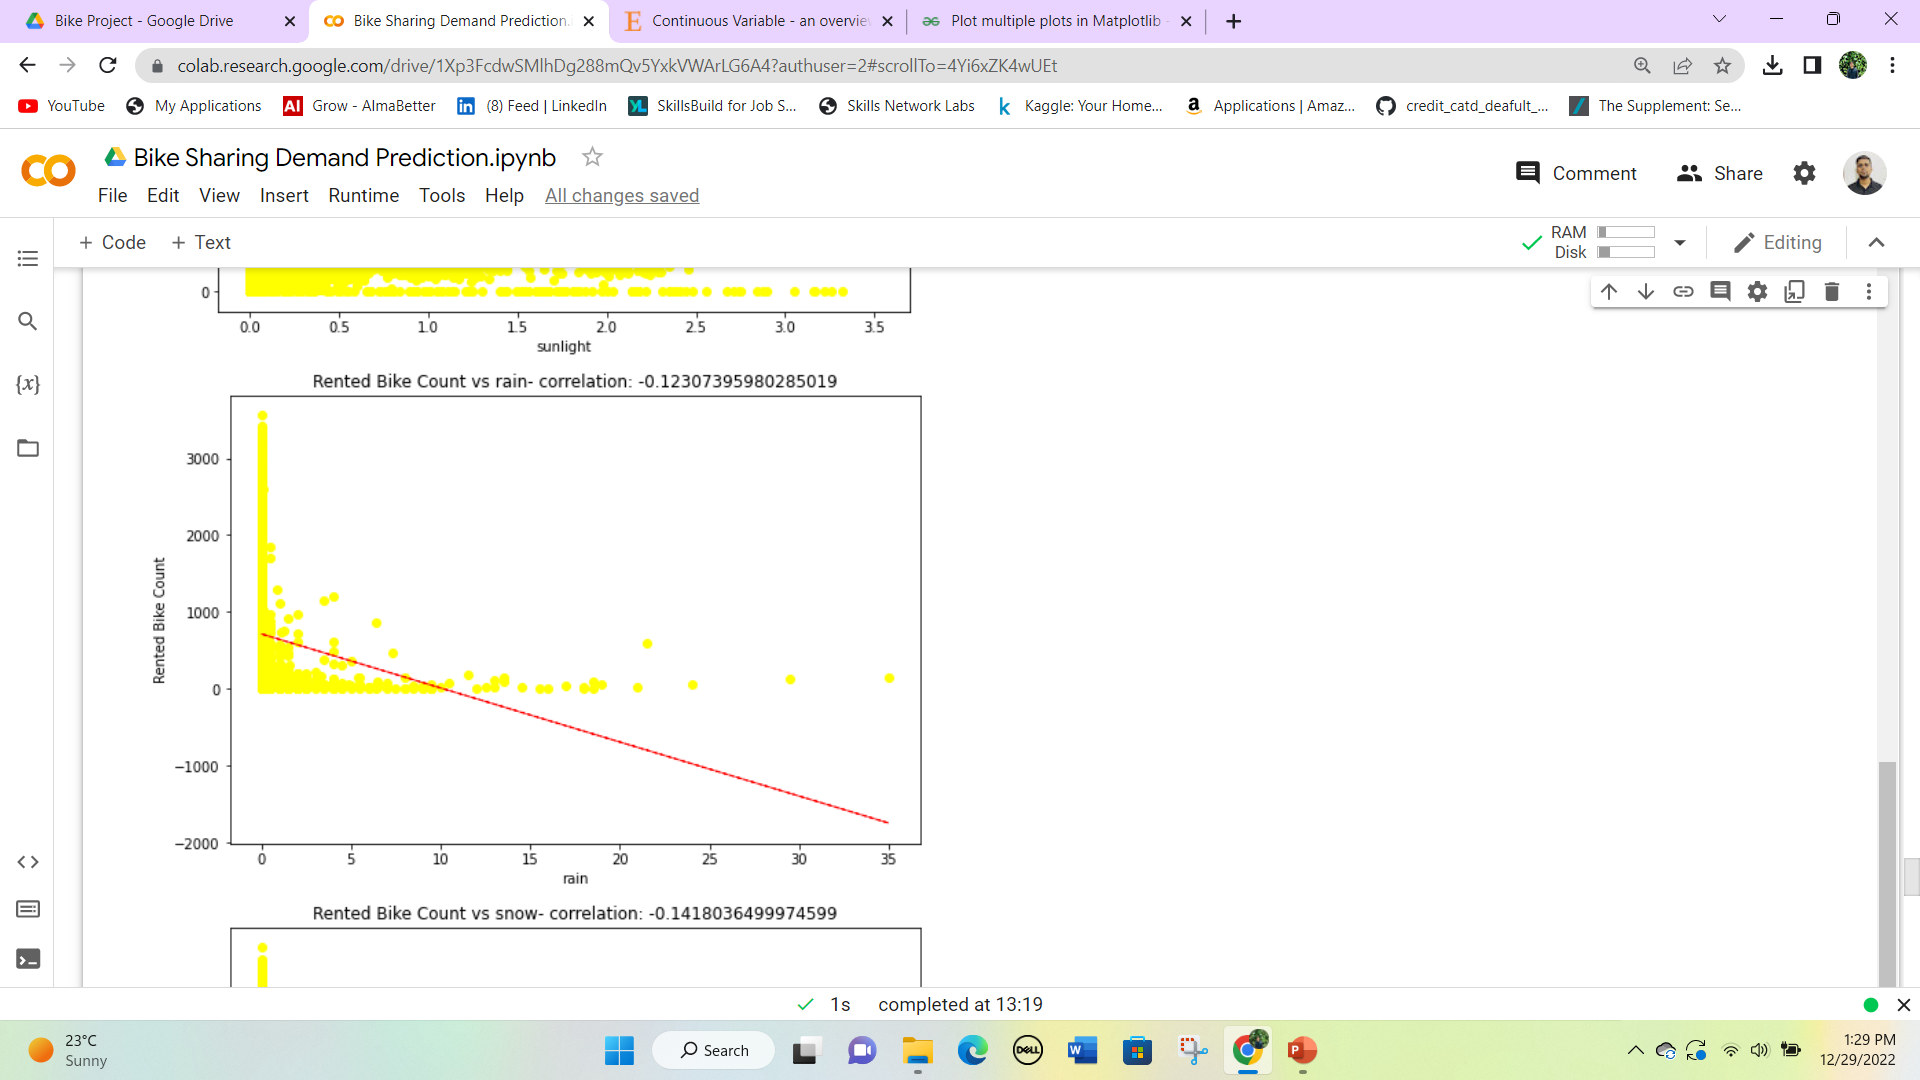 Bike Project - Google Drive
Bike Sharing Demand Prediction.
Continuous Variable - an overvie
Plot multiple plots in Matplotlib -
colab.research.google.com/drive/1Xp3FcdwSMlhDg288mQv5YxkVWArLG6A4?authuser=2#scrollTo=4Yi6xZK4wUEt
YouTube
My Applications
AI Grow - AlmaBetter
in (8) Feed | LinkedIn
SkillsBuild for Job S...
Skills Network Labs
k Kaggle: Your Home...
a Applications | Amaz...
credit_catd_deafult_...
The Supplement: Se...
Bike Sharing Demand Prediction.ipynb
File Edit View Insert Runtime Tools Help All changes saved
Comment
Share
+ Code + Text
RAM
Disk
Editing
0
0.0 0.5 1.0 1.5 2.0 2.5 3.0 3.5
sunlight
Rented Bike Count vs rain- correlation: -0.12307395980285019
3000
2000
1000
0
−1000
−2000
Rented Bike Count
0 5 10 15 20 25 30 35
rain
Rented Bike Count vs snow- correlation: -0.1418036499974599
{x}
1s completed at 13:19
23°C
Sunny
Search
DELL
W
P
1:29 PM
12/29/2022